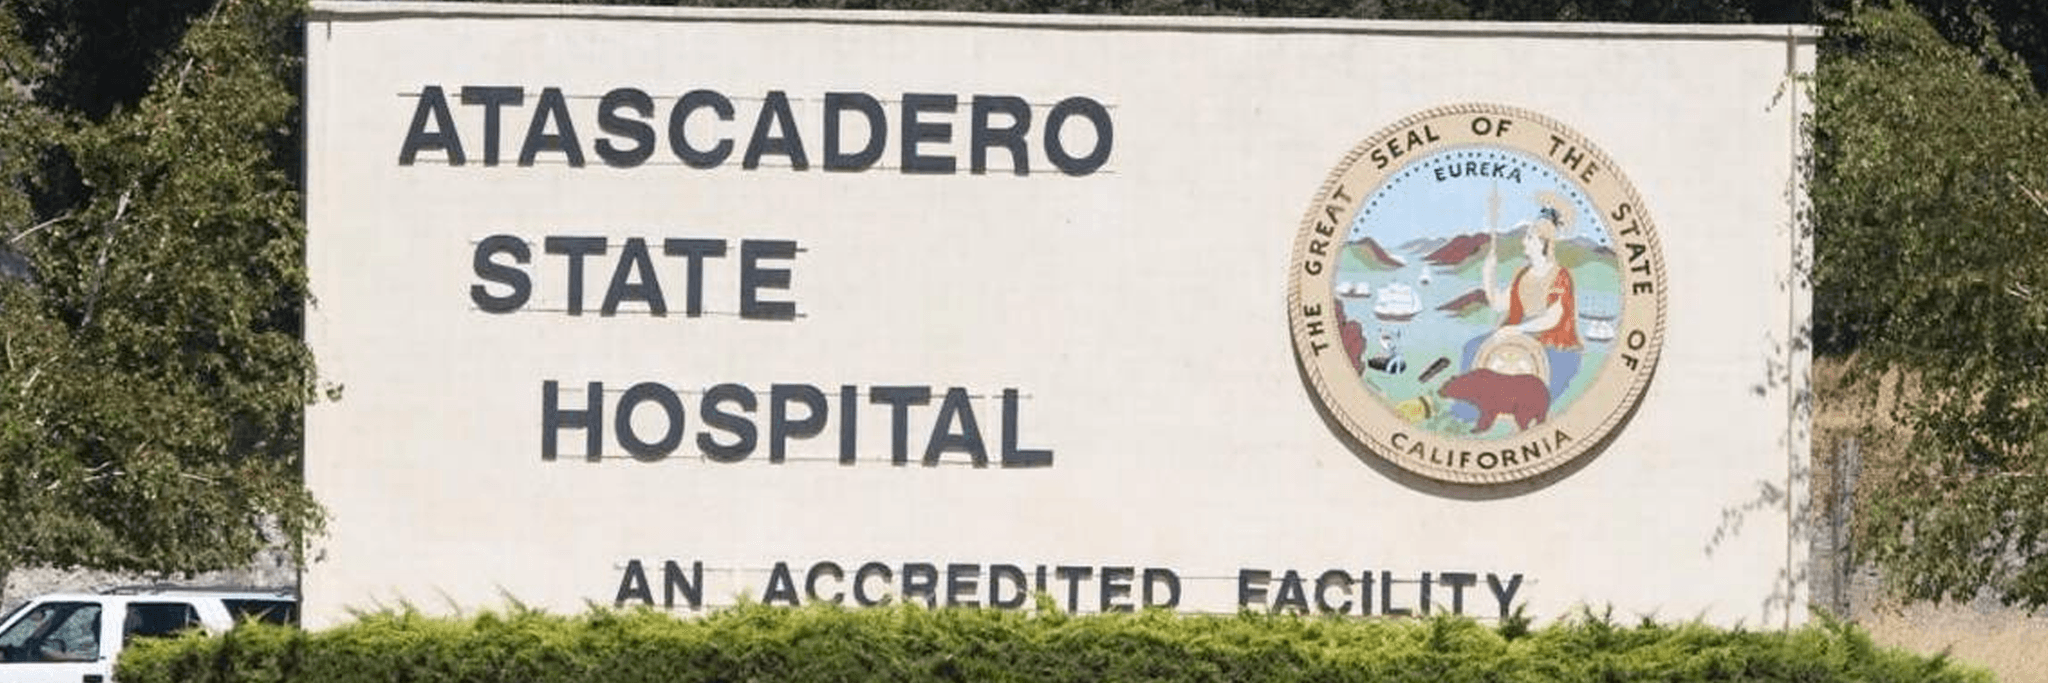 ATASCADERO
STATE
HOSPITAL
AN ACCREDITED FACILITY
THE GREAT SEAL OF THE STATE OF
CALIFORNIA
EUREKA